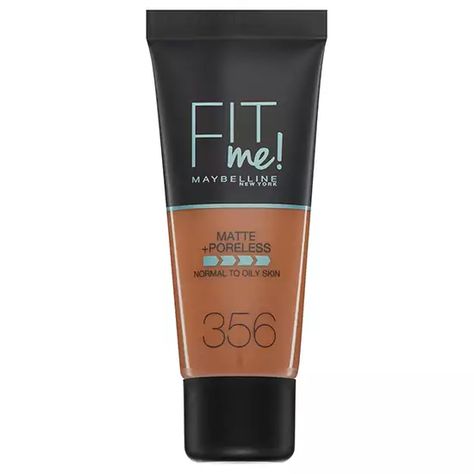 FIT
me!
MAYBELLINE
NEW YORK
MATTE
+PORELESS
NORMAL TO OILY SKIN
356